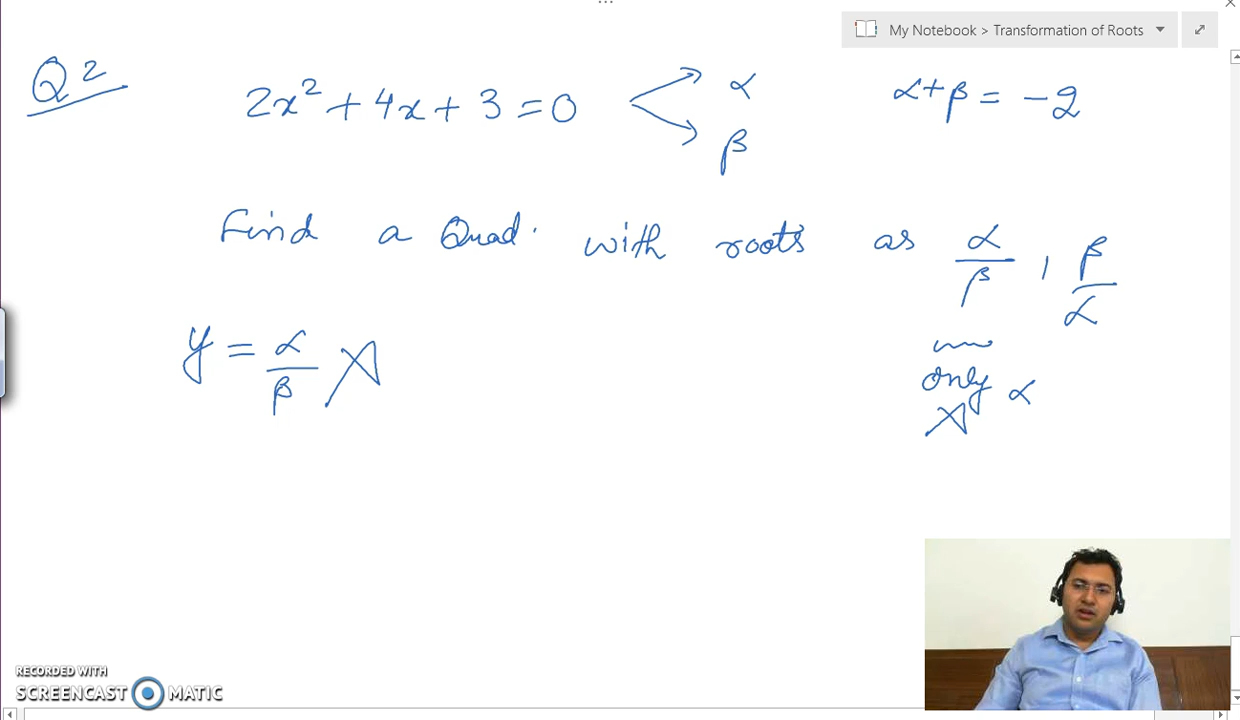 My Notebook > Transformation of Roots
Q2
2x² + 4x + 3 = 0
α
β
α + β = -2
Find a Quad. with roots as α/β , β/α
y = α/β
only α
RECORDED WITH
SCREENCAST MATIC